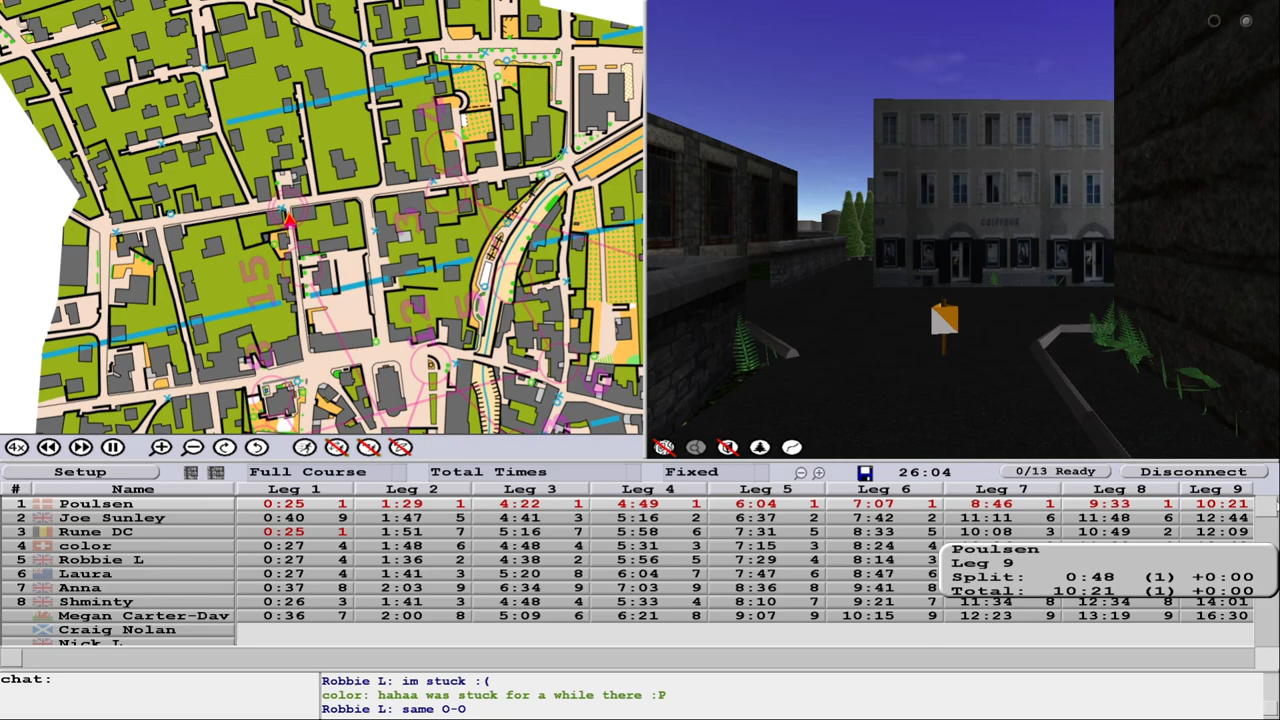 4
3
15
12
5
COIFFEUR
4x
Setup Full Course Total Times Fixed 26:04 0/13 Ready Disconnect
# Name Leg 1 Leg 2 Leg 3 Leg 4 Leg 5 Leg 6 Leg 7 Leg 8 Leg 9
1 Poulsen 0:25 1 1:29 1 4:22 1 4:49 1 6:04 1 7:07 1 8:46 1 9:33 1 10:21
2 Joe Sunley 0:40 9 1:47 5 4:41 3 5:16 2 6:37 2 7:42 2 11:11 6 11:48 6 12:44
3 Rune DC 0:25 1 1:51 7 5:16 7 5:58 6 7:31 5 8:33 5 10:08 10:49 2 12:09
4 color 0:27 4 1:48 6 4:52 5 5:31 3 7:15 3 8:24 4
5 Robbie L 0:27 4 1:36 2 4:38 2 5:56 5 7:29 4 8:14 3
6 Laura 0:27 4 1:41 3 5:20 8 6:04 7 7:47 6 8:47 6
7 Anna 0:37 8 2:03 9 6:34 9 7:03 9 8:36 8 9:41 8
8 Shminty 0:26 3 1:41 3 4:48 4 5:33 4 8:10 7 9:21 7 11:34 8 12:34 8 14:01
Megan Carter-Dav 0:36 7 2:00 8 5:09 6 6:21 8 9:07 9 10:15 9 12:23 9 13:19 9 16:30
Craig Nolan
Nick L
Poulsen
Leg 9
Split: 0:48 (1) +0:00
Total: 10:21 (1) +0:00
chat:
Robbie L: im stuck :(
color: hahaa was stuck for a while there :P
Robbie L: same O-O